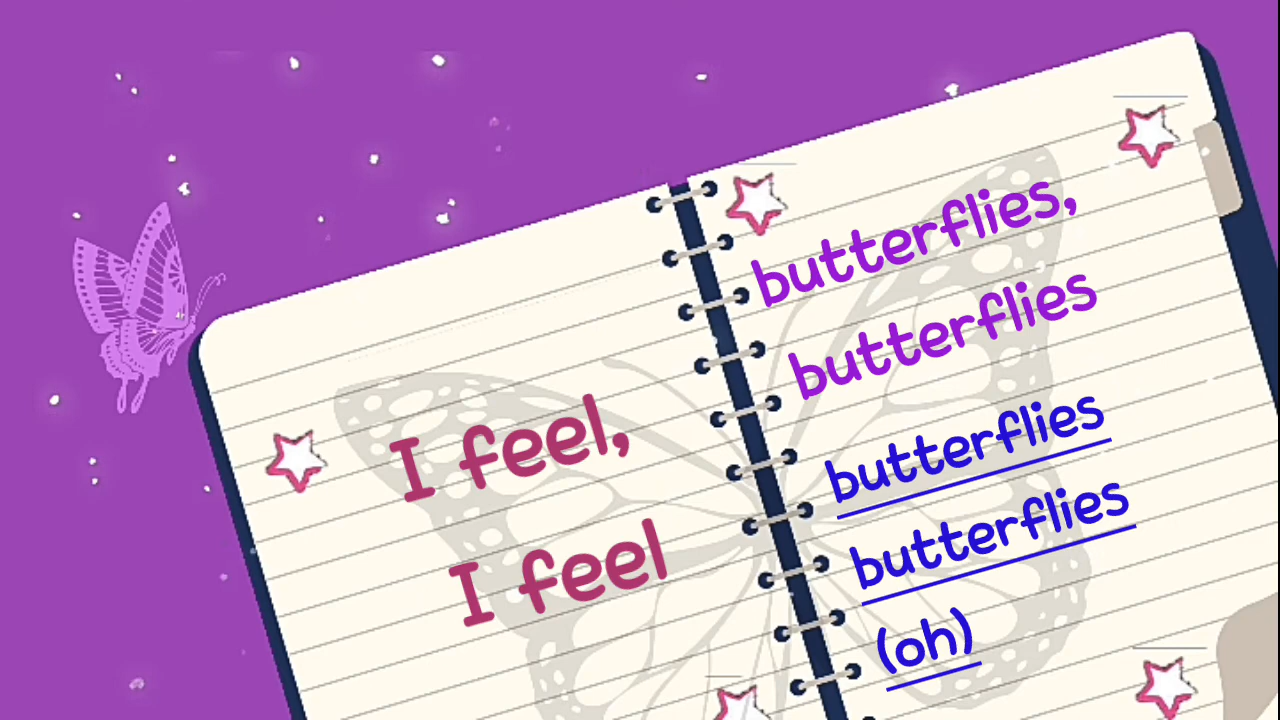 I feel,
I feel
butterflies,
butterflies
butterflies
butterflies
(oh)